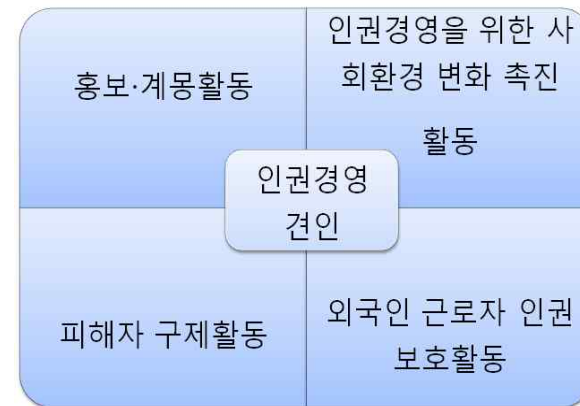 홍보·계몽활동
인권경영을 위한 사
회환경 변화 촉진
활동
인권경영
견인
피해자 구제활동
외국인 근로자 인권
보호활동